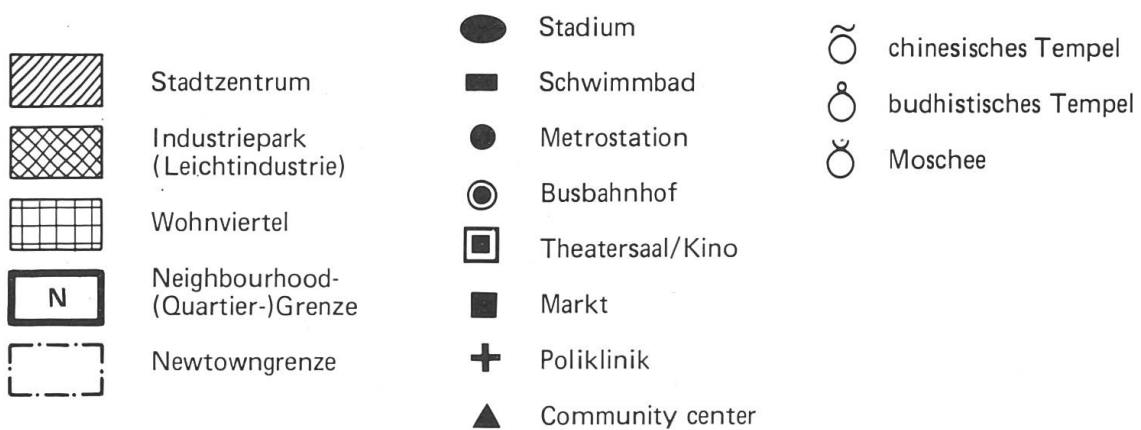 Stadtzentrum
Industriepark
(Leichtindustrie)
Wohnviertel
N
Neighbourhood-
(Quartier-)Grenze
Newtowngrenze
Stadium
Schwimmbad
Metrostation
Busbahnhof
Theatersaal/Kino
Markt
Poliklinik
Community center
chinesisches Tempel
budhistisches Tempel
Moschee